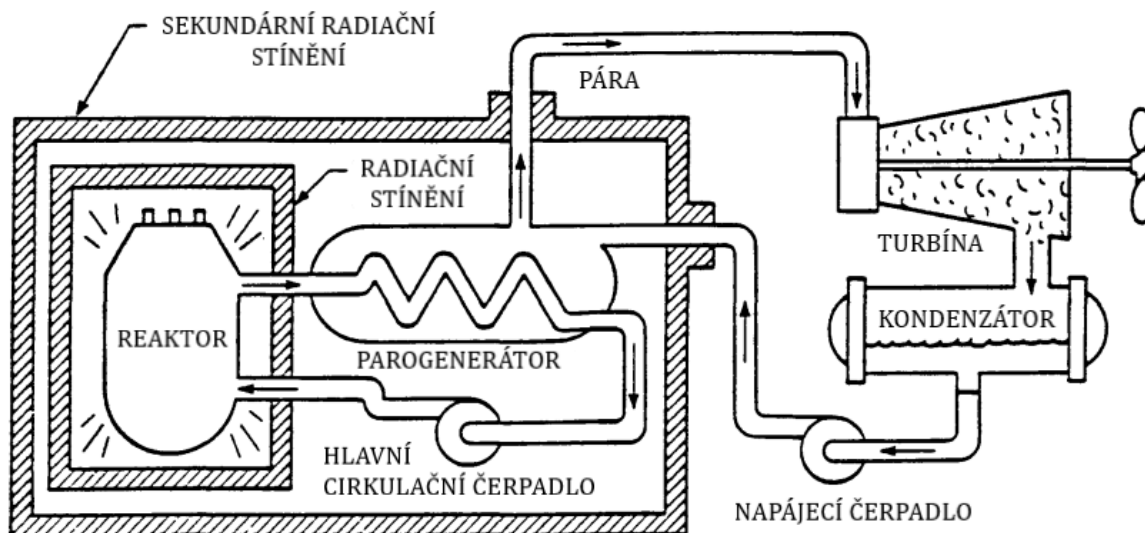 SEKUNDÁRNÍ RADIAČNÍ
STÍNĚNÍ
PÁRA
RADIAČNÍ
STÍNĚNÍ
TURBÍNA
REAKTOR
PAROGENERÁTOR
KONDENZÁTOR
HLAVNÍ
CIRKULAČNÍ ČERPADLO
NAPÁJECÍ ČERPADLO